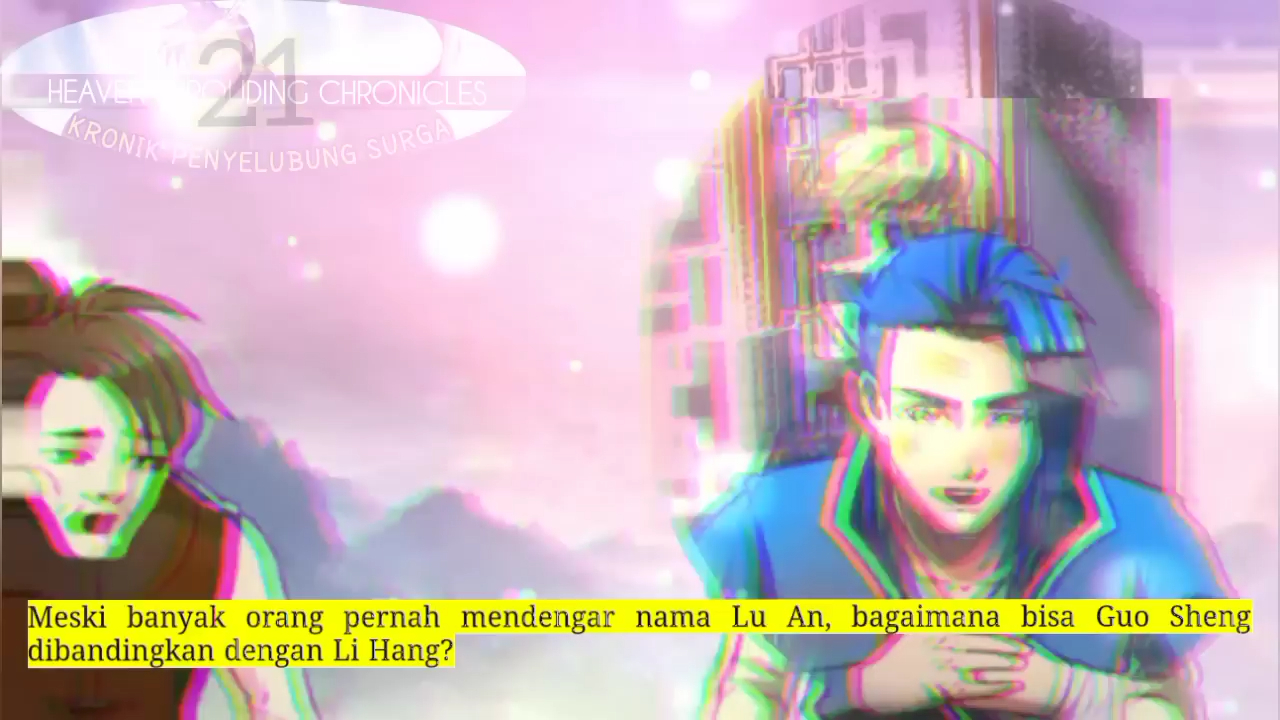 21
HEAVEN SHROUDING CHRONICLES
KRONIK PENYELUBUNG SURGA
Meski banyak orang pernah mendengar nama Lu An, bagaimana bisa Guo Sheng
dibandingkan dengan Li Hang?